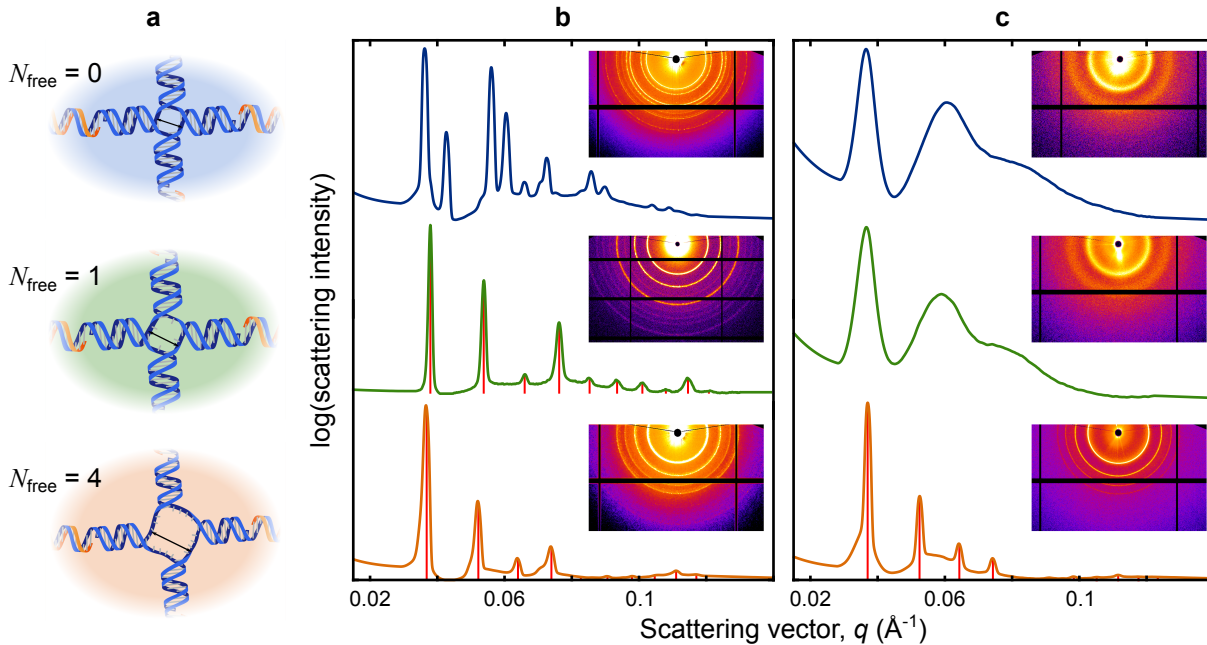 a
b
c
N_free = 0
N_free = 1
N_free = 4
log(scattering intensity)
0.02 0.06 0.1
0.02 0.06 0.1
Scattering vector, q (Å⁻¹)